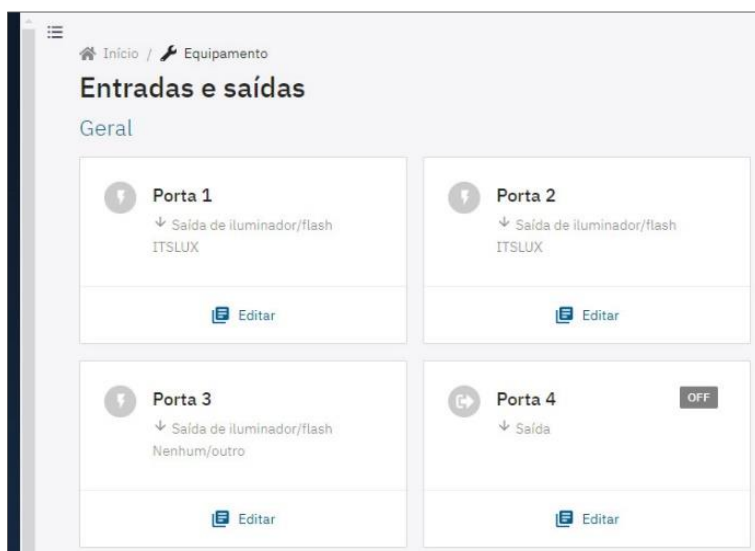 Início / Equipamento
Entradas e saídas
Geral
Porta 1
Saída de iluminador/flash
ITSLUX
Editar
Porta 2
Saída de iluminador/flash
ITSLUX
Editar
Porta 3
Saída de iluminador/flash
Nenhum/outro
Editar
Porta 4
OFF
Saída
Editar